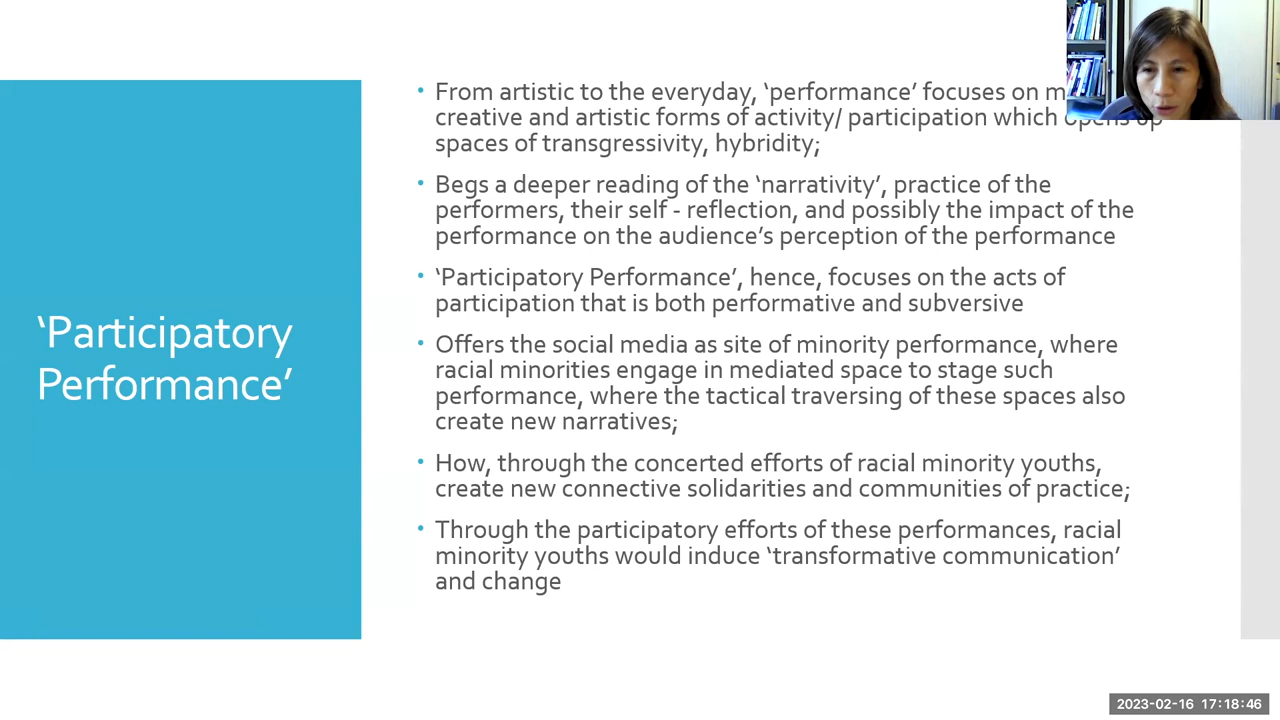 ‘Participatory
Performance’
• From artistic to the everyday, ‘performance’ focuses on
creative and artistic forms of activity/ participation which opens up
spaces of transgressivity, hybridity;
• Begs a deeper reading of the ‘narrativity’, practice of the
performers, their self - reflection, and possibly the impact of the
performance on the audience’s perception of the performance
• ‘Participatory Performance’, hence, focuses on the acts of
participation that is both performative and subversive
• Offers the social media as site of minority performance, where
racial minorities engage in mediated space to stage such
performance, where the tactical traversing of these spaces also
create new narratives;
• How, through the concerted efforts of racial minority youths,
create new connective solidarities and communities of practice;
• Through the participatory efforts of these performances, racial
minority youths would induce ‘transformative communication’
and change
2023-02-16 17:18:46